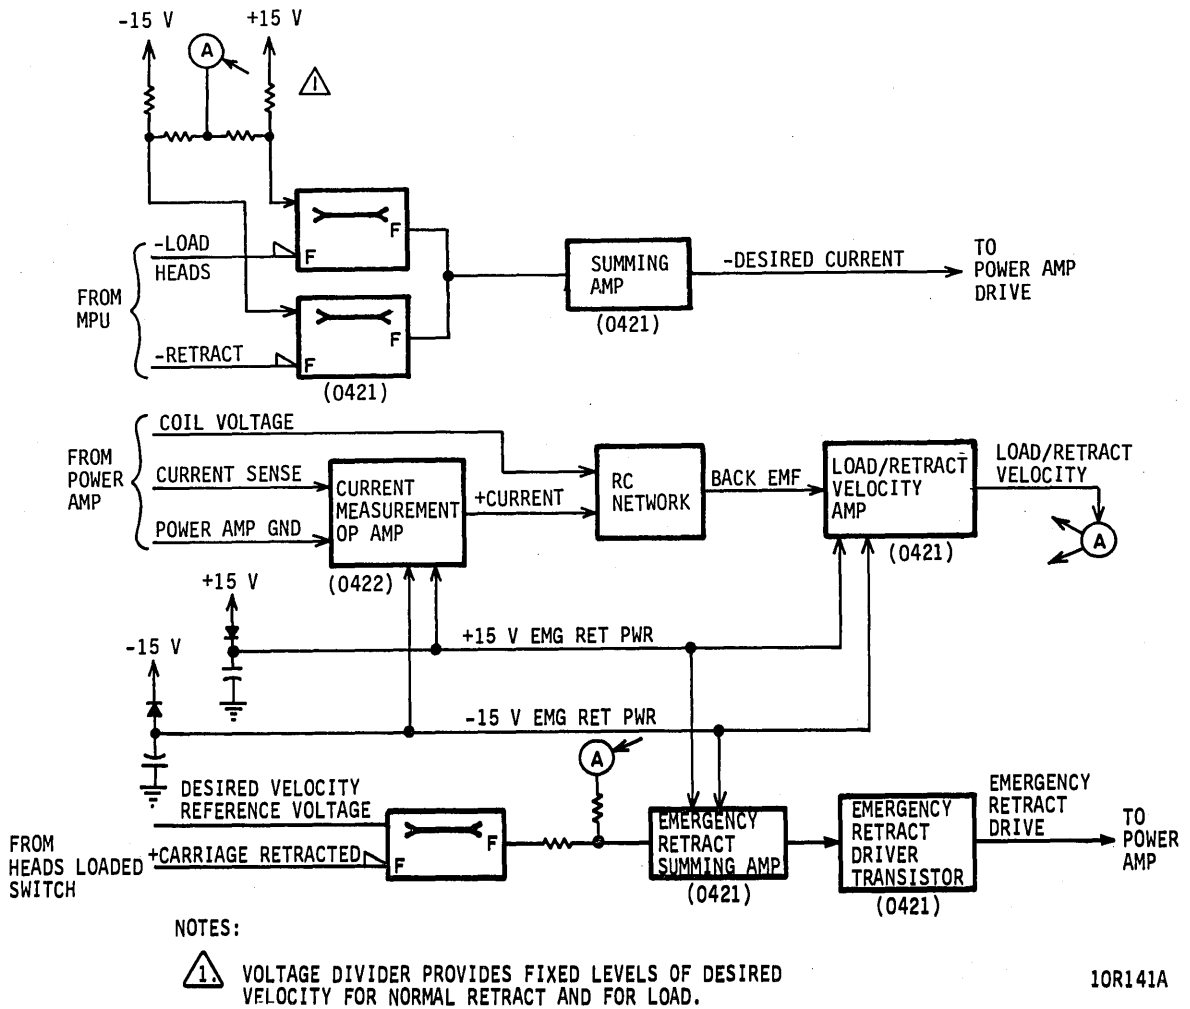 -15 V
+15 V
A
1
-LOAD
HEADS
F
F
FROM
MPU
-RETRACT
F
F
(0421)
SUMMING
AMP
(0421)
-DESIRED CURRENT
TO
POWER AMP
DRIVE
FROM
POWER
AMP
COIL VOLTAGE
CURRENT SENSE
POWER AMP GND
CURRENT
MEASUREMENT
OP AMP
(0422)
+CURRENT
RC
NETWORK
BACK EMF
LOAD/RETRACT
VELOCITY
AMP
(0421)
LOAD/RETRACT
VELOCITY
A
+15 V
-15 V
+15 V EMG RET PWR
-15 V EMG RET PWR
A
DESIRED VELOCITY
REFERENCE VOLTAGE
FROM
HEADS LOADED
SWITCH
+CARRIAGE RETRACTED
F
F
EMERGENCY
RETRACT
SUMMING AMP
(0421)
EMERGENCY
RETRACT
DRIVER
TRANSISTOR
(0421)
EMERGENCY
RETRACT
DRIVE
TO
POWER
AMP
NOTES:
1. VOLTAGE DIVIDER PROVIDES FIXED LEVELS OF DESIRED
VELOCITY FOR NORMAL RETRACT AND FOR LOAD.
10R141A